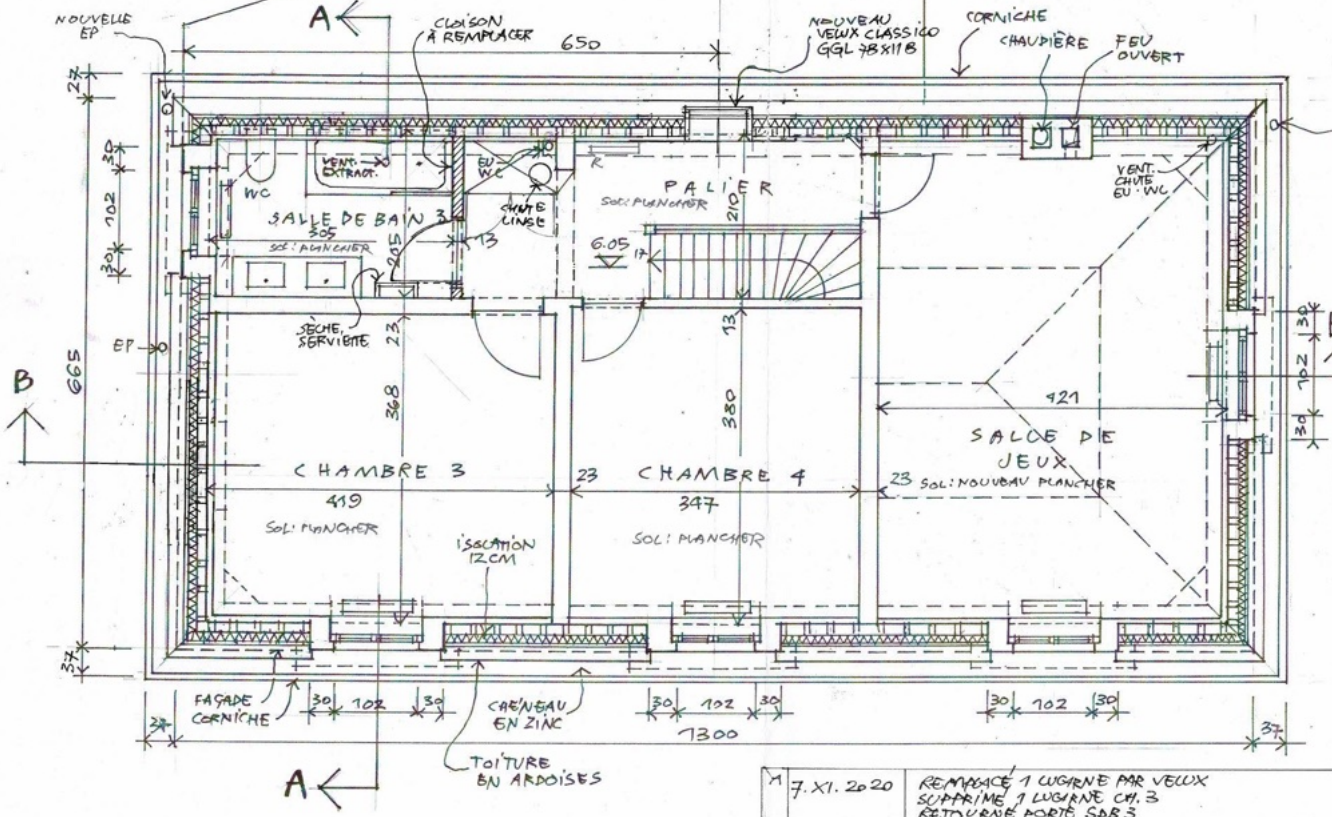 NOUVELLE
EP
A
CLOISON
À REMPLACER
650
NOUVEAU
VELUX CLASSICO
GGL 78X118
CORNICHE
CHAUDIÈRE
FEU
OUVERT
27
30
102
30
665
37
WC
VENT.
EXTRACT.
EU
WC
CHUTE
LINGE
R
PALIER
SOL: PLANCHER
210
VENT.
CHUTE
EU·WC
SALLE DE BAIN 3
305
SOL: PLANCHER
205
13
6.05
17
SÈCHE.
SERVIETTE
EP
B
23
368
13
380
30
102
30
421
SALLE DE
JEUX
SOL: NOUVEAU PLANCHER
CHAMBRE 3
419
SOL: PLANCHER
23
CHAMBRE 4
347
SOL: PLANCHER
23
ISOLATION
12CM
FAÇADE
CORNICHE
30
102
30
CHÉNEAU
EN ZINC
30
102
30
30
102
30
37
1300
37
TOITURE
EN ARDOISES
A
M
7.XI.2020
REMPLACÉ 1 LUCARNE PAR VELUX
SUPPRIMÉ 1 LUCARNE CH.3
RETOURNÉ PORTE SDB3